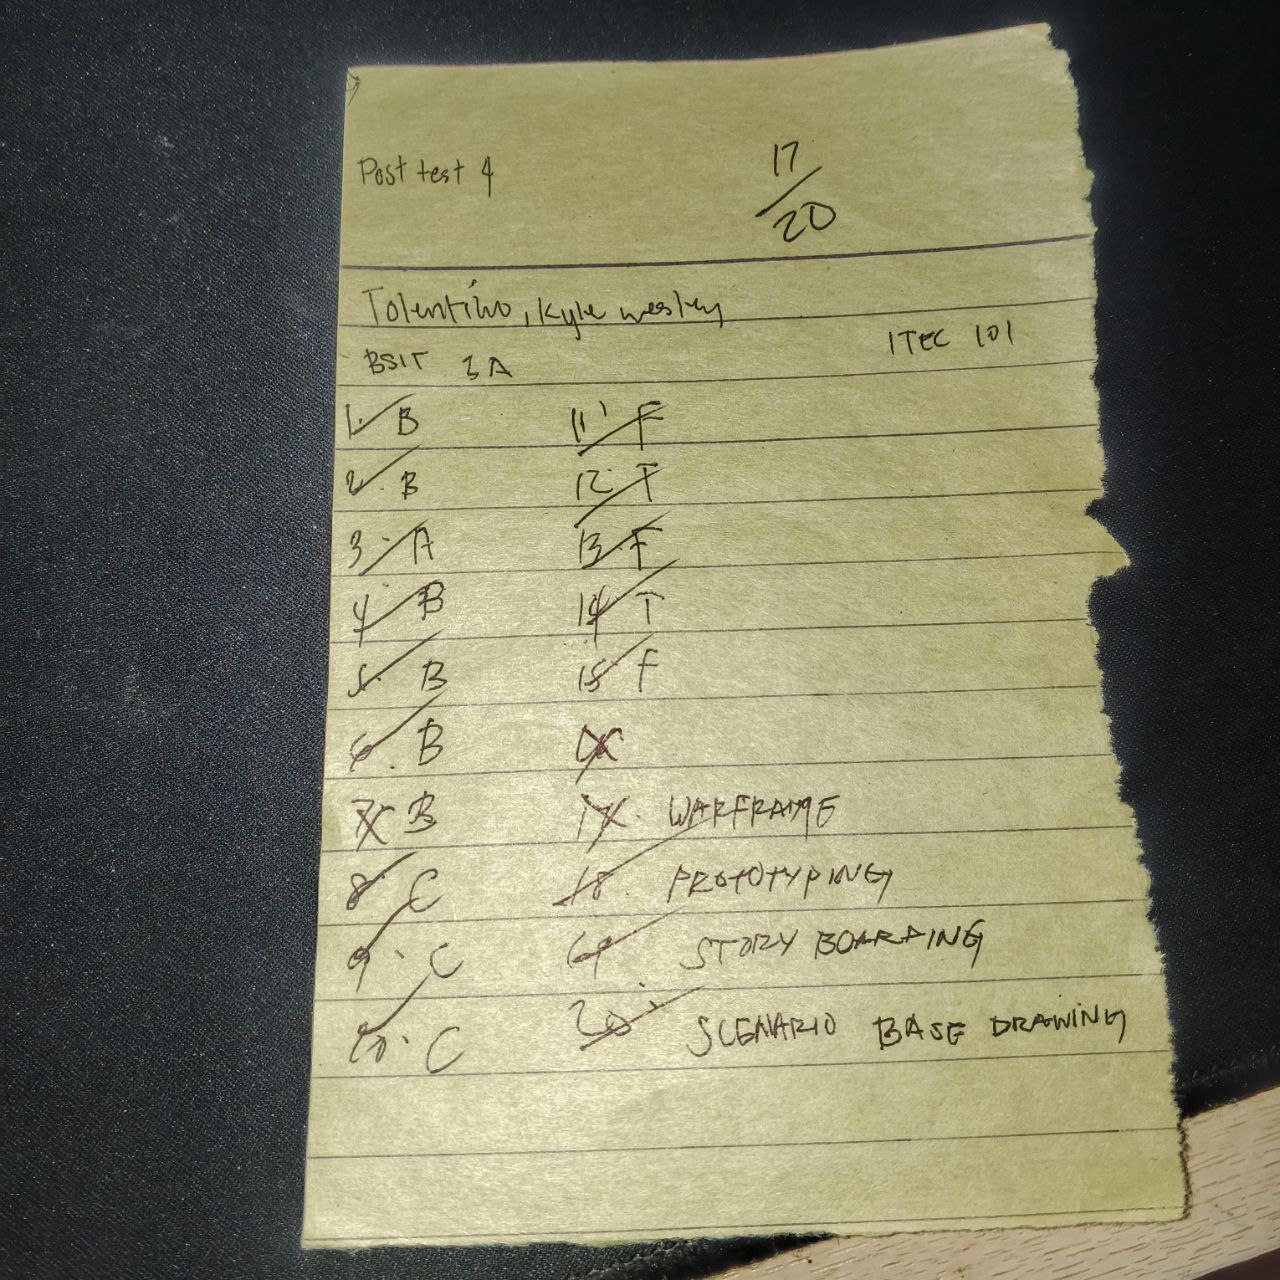 Post test 4
17/20
Tolentino, Kyle Wesley
BSIT 3A
ITEC 101
1. B
2. B
3. A
4. B
5. B
6. B
7. B
8. C
9. C
10. C
11. F
12. T
13. F
14. T
15. F
16.
17. WARFRAME
18. PROTOTYPING
19. STORY BOARDING
20. SCENARIO BASE DRAWING